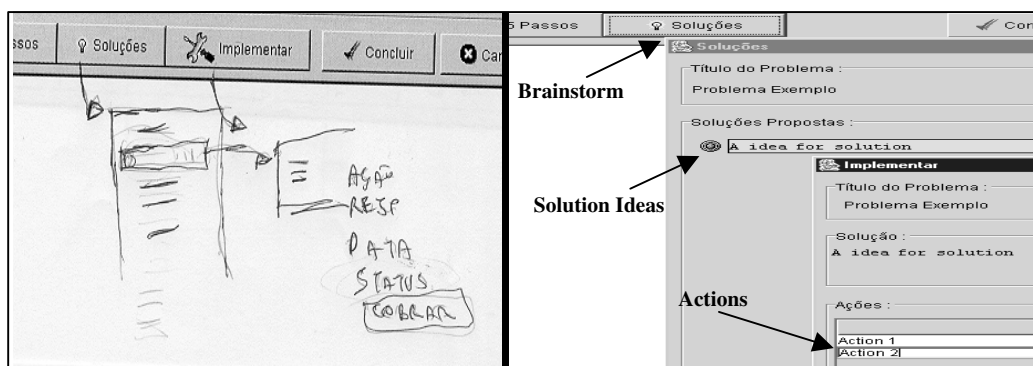 ssos
Soluções
Implementar
Concluir
Can
AÇÃO
RESP
DATA
STATUS
COBRAR
5 Passos
Soluções
Con
Soluções
Brainstorm
Título do Problema :
Problema Exemplo
Soluções Propostas :
A idea for solution
Solution Ideas
Implementar
Título do Problema :
Problema Exemplo
Solução :
A idea for solution
Actions
Ações :
Action 1
Action 2